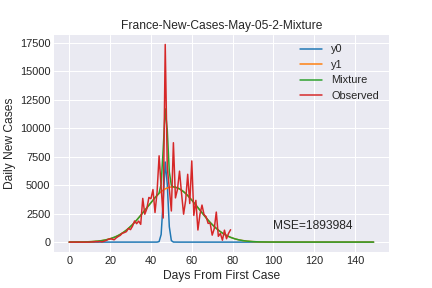 France-New-Cases-May-05-2-Mixture
Daily New Cases
17500
15000
12500
10000
7500
5000
2500
0
y0
y1
Mixture
Observed
MSE=1893984
0 20 40 60 80 100 120 140
Days From First Case